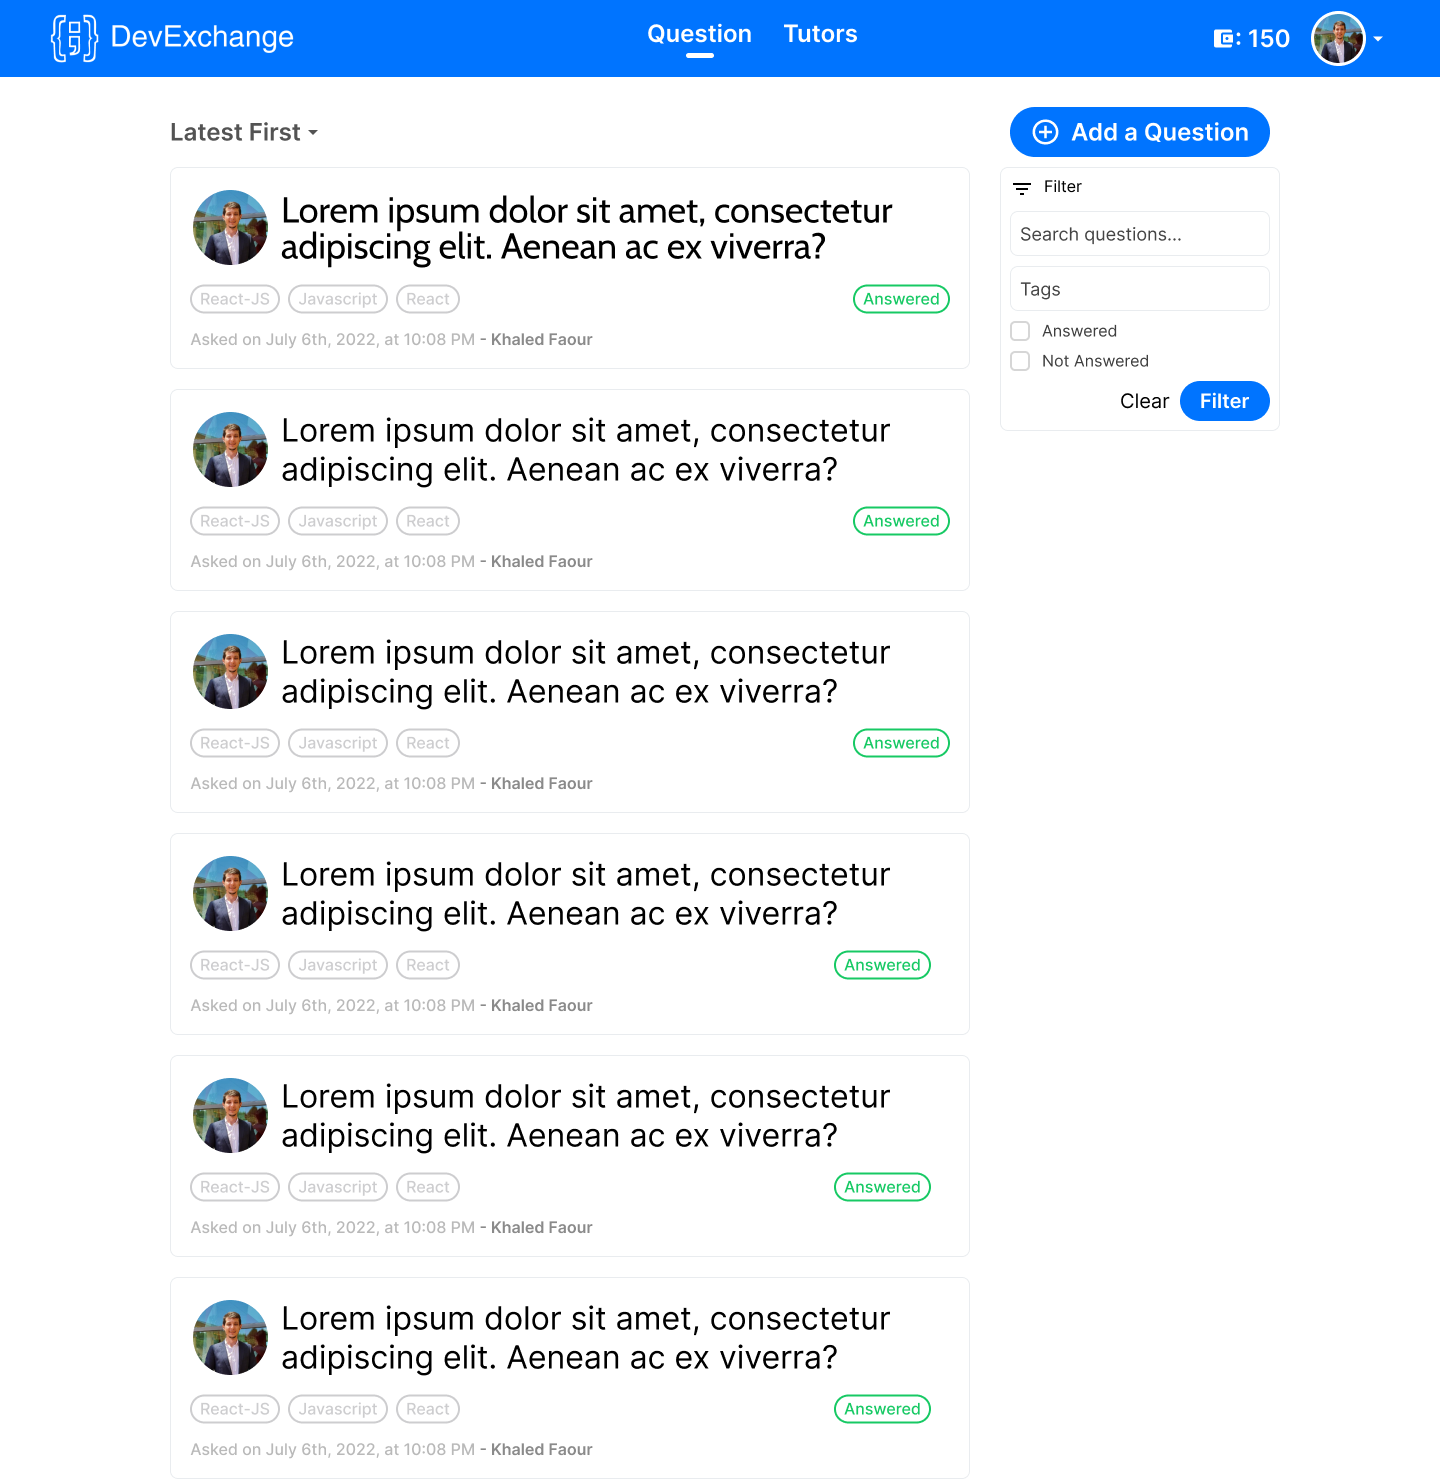 {;} DevExchange
Question
Tutors
: 150
Latest First
Add a Question
Lorem ipsum dolor sit amet, consectetur
adipiscing elit. Aenean ac ex viverra?
React-JS
Javascript
React
Answered
Asked on July 6th, 2022, at 10:08 PM - Khaled Faour
Lorem ipsum dolor sit amet, consectetur
adipiscing elit. Aenean ac ex viverra?
React-JS
Javascript
React
Answered
Asked on July 6th, 2022, at 10:08 PM - Khaled Faour
Lorem ipsum dolor sit amet, consectetur
adipiscing elit. Aenean ac ex viverra?
React-JS
Javascript
React
Answered
Asked on July 6th, 2022, at 10:08 PM - Khaled Faour
Lorem ipsum dolor sit amet, consectetur
adipiscing elit. Aenean ac ex viverra?
React-JS
Javascript
React
Answered
Asked on July 6th, 2022, at 10:08 PM - Khaled Faour
Lorem ipsum dolor sit amet, consectetur
adipiscing elit. Aenean ac ex viverra?
React-JS
Javascript
React
Answered
Asked on July 6th, 2022, at 10:08 PM - Khaled Faour
Lorem ipsum dolor sit amet, consectetur
adipiscing elit. Aenean ac ex viverra?
React-JS
Javascript
React
Answered
Asked on July 6th, 2022, at 10:08 PM - Khaled Faour
Filter
Search questions...
Tags
Answered
Not Answered
Clear
Filter